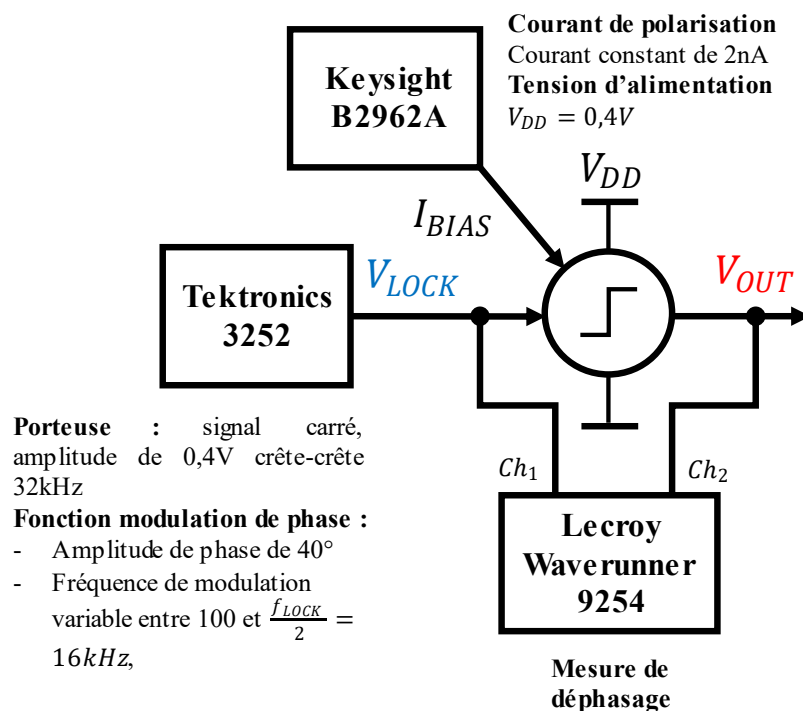 Courant de polarisation
Courant constant de 2nA
Tension d’alimentation
V_DD = 0,4V
Keysight
B2962A
V_DD
I_BIAS
Tektronics
3252
V_LOCK
V_OUT
Porteuse : signal carré,
amplitude de 0,4V crête-crête
32kHz
Fonction modulation de phase :
- Amplitude de phase de 40°
- Fréquence de modulation
variable entre 100 et f_LOCK/2 =
16kHz,
Ch_1
Ch_2
Lecroy
Waverunner
9254
Mesure de
déphasage